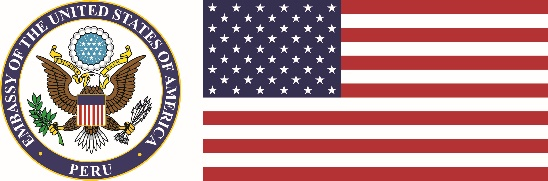 EMBASSY OF THE UNITED STATES OF AMERICA
PERU